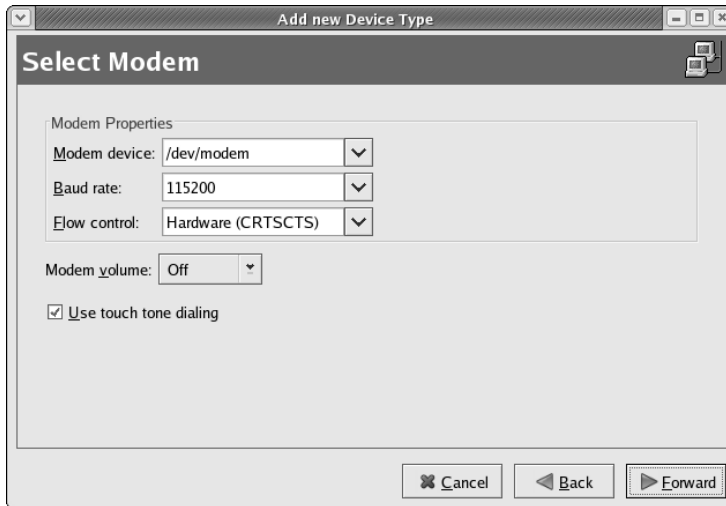 Add new Device Type
Select Modem
Modem Properties
Modem device: /dev/modem
Baud rate: 115200
Flow control: Hardware (CRTSCTS)
Modem volume: Off
Use touch tone dialing
Cancel Back Forward